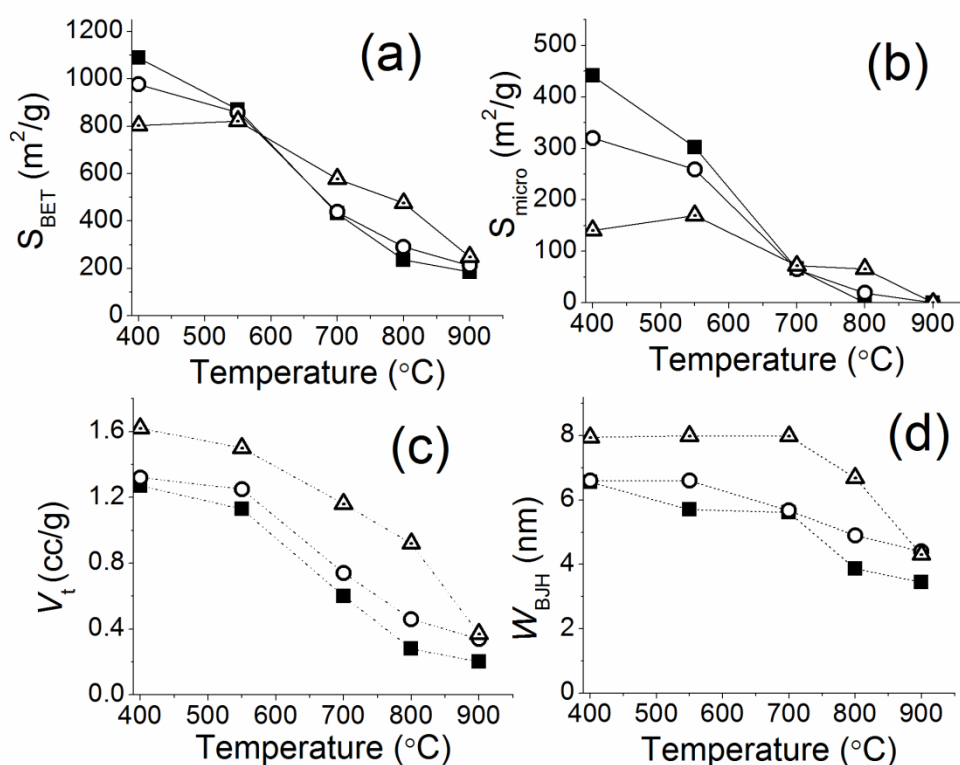 (a)
S_BET (m²/g)
1200
1000
800
600
400
200
0
400 500 600 700 800 900
Temperature (°C)
(b)
S_micro (m²/g)
500
400
300
200
100
0
400 500 600 700 800 900
Temperature (°C)
(c)
V_t (cc/g)
1.6
1.2
0.8
0.4
0.0
400 500 600 700 800 900
Temperature (°C)
(d)
W_BJH (nm)
8
6
4
2
0
400 500 600 700 800 900
Temperature (°C)